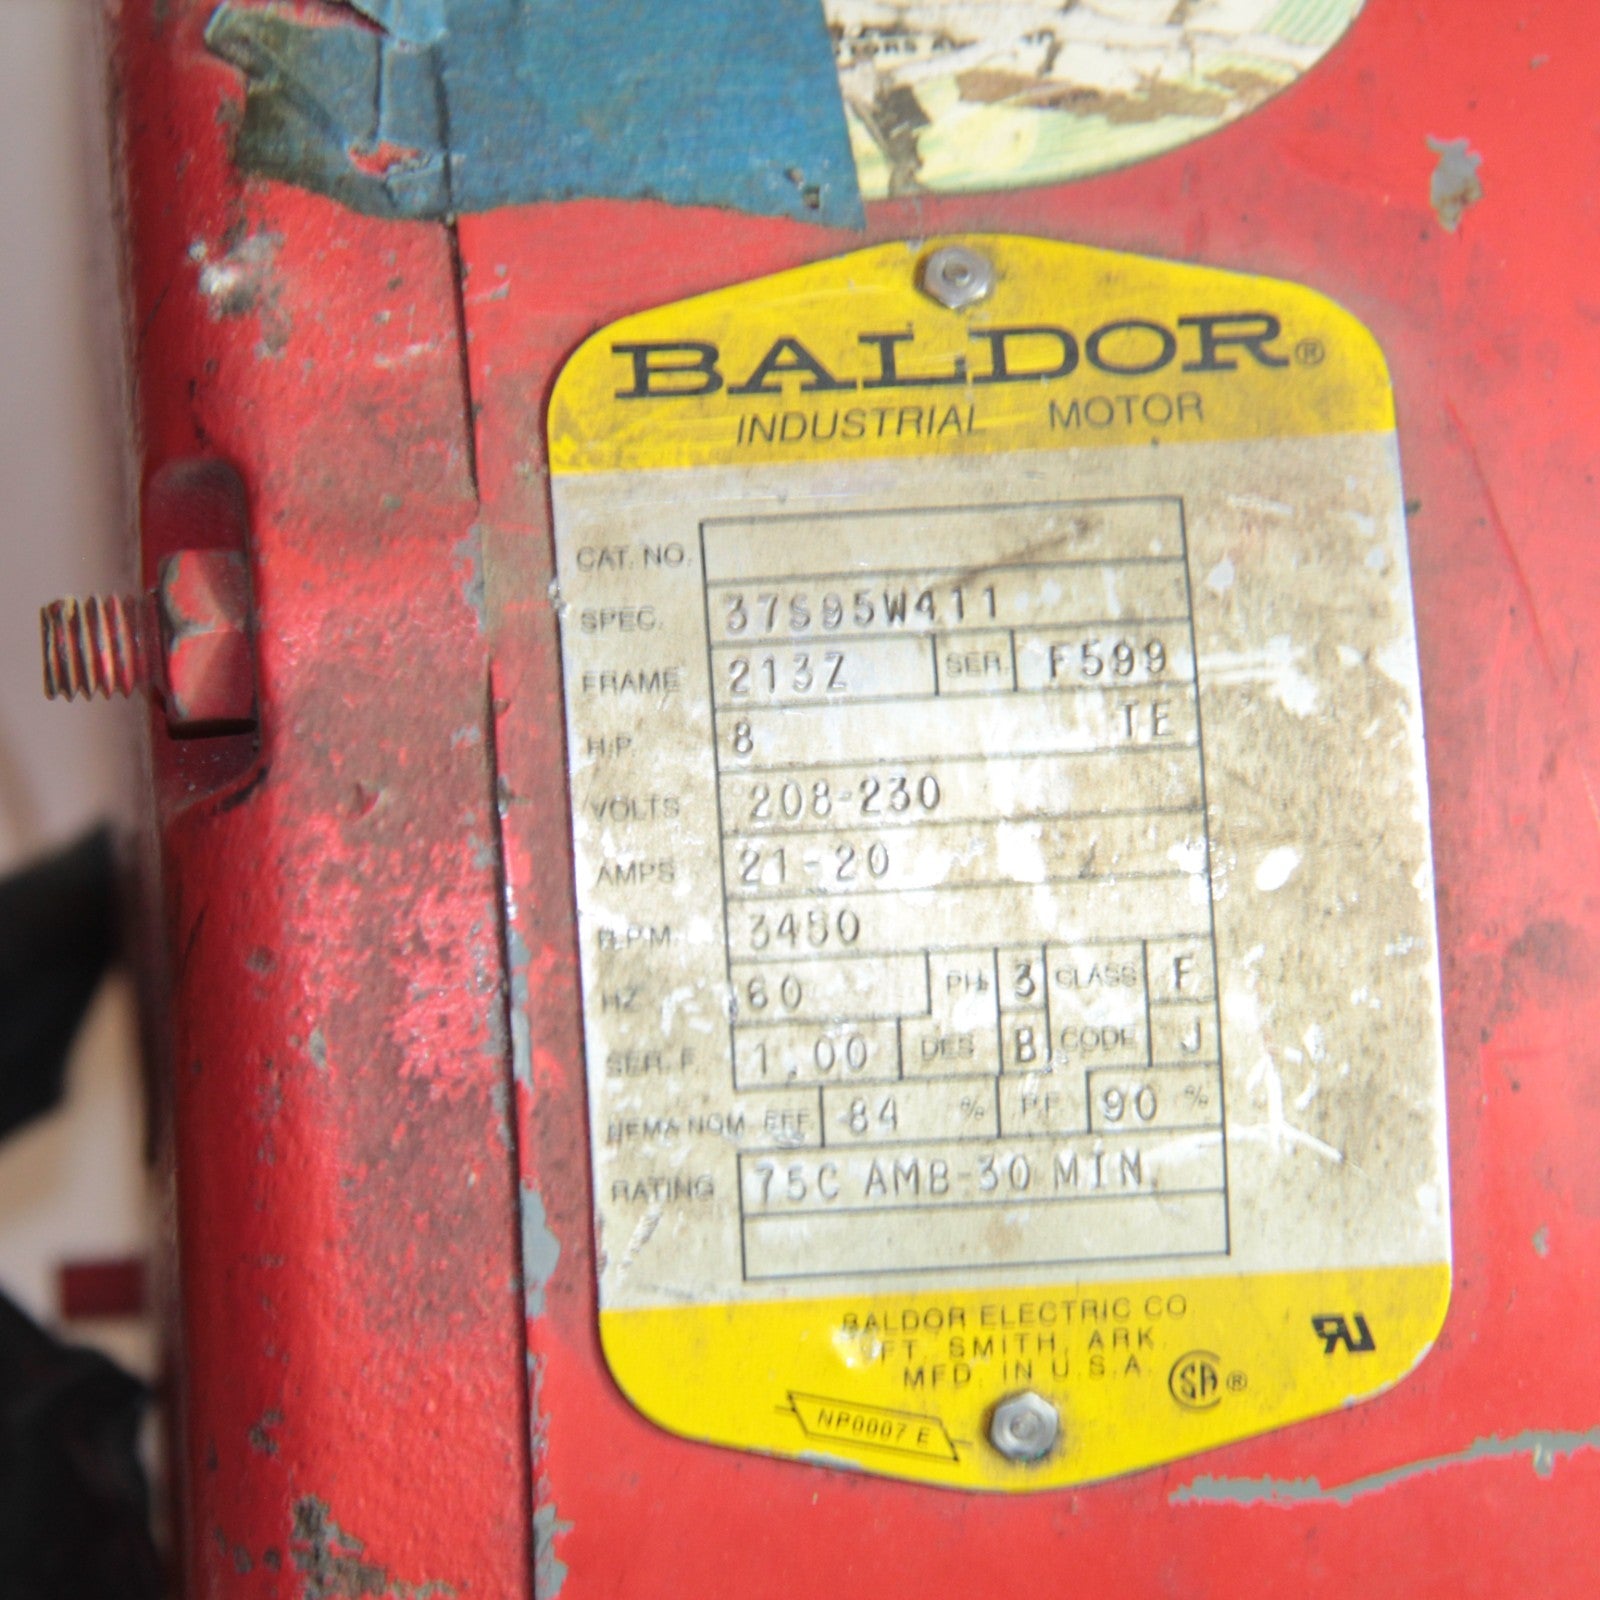 BALDOR®
INDUSTRIAL MOTOR
CAT. NO.
SPEC. 37S95W411
FRAME 213Z SER. F599
H.P. 8 TE
VOLTS 208-230
AMPS 21-20
R.P.M. 3450
HZ 60 PH. 3 CLASS F
SER. F. 1.00 DES B CODE J
NEMA NOM EFF. 84 % P.F. 90 %
RATING 75C AMB-30 MIN.
BALDOR ELECTRIC CO.
FT. SMITH, ARK.
MFD. IN U.S.A.
SA ®
NP0007 E